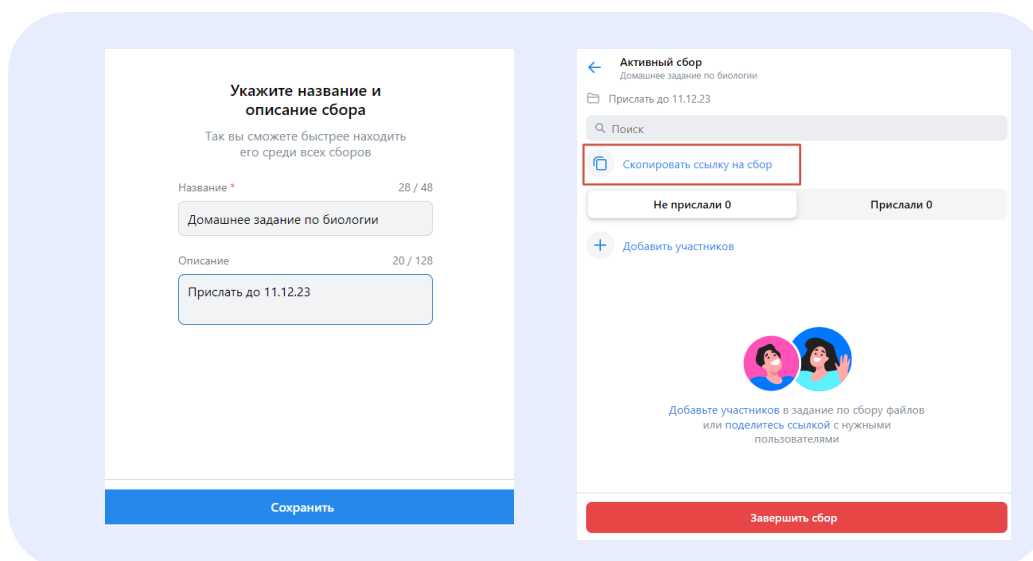 Укажите название и
описание сбора
Так вы сможете быстрее находить
его среди всех сборов
Название * 28 / 48
Домашнее задание по биологии
Описание 20 / 128
Прислать до 11.12.23
Сохранить
Активный сбор
Домашнее задание по биологии
Прислать до 11.12.23
Поиск
Скопировать ссылку на сбор
Не прислали 0 Прислали 0
Добавить участников
Добавьте участников в задание по сбору файлов
или поделитесь ссылкой с нужными
пользователями
Завершить сбор